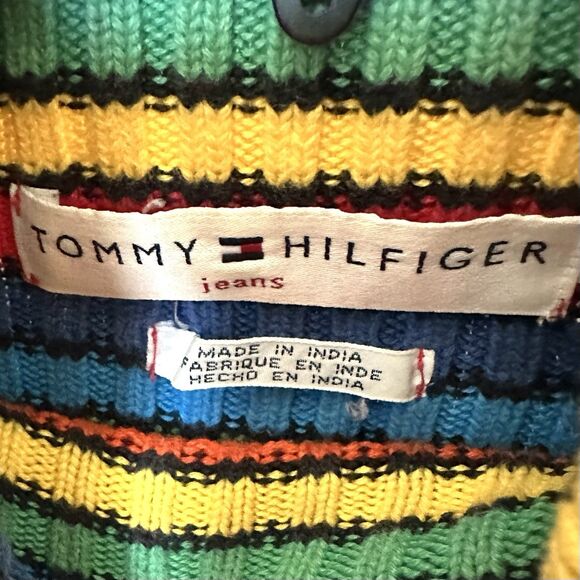 TOMMY HILFIGER
jeans
MADE IN INDIA
FABRIQUE EN INDE
HECHO EN INDIA